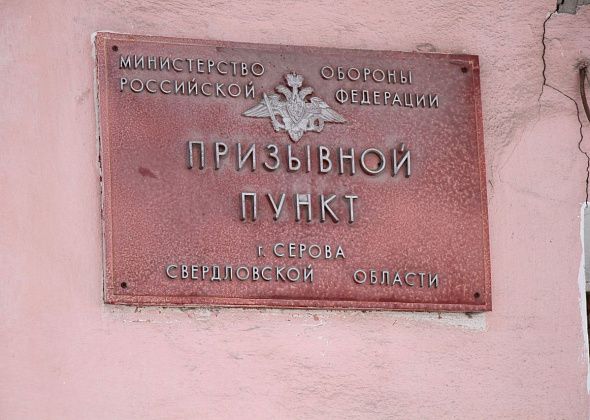 МИНИСТЕРСТВО ОБОРОНЫ
РОССИЙСКОЙ ФЕДЕРАЦИИ
ПРИЗЫВНОЙ
ПУНКТ
г. СЕРОВА
СВЕРДЛОВСКОЙ ОБЛАСТИ